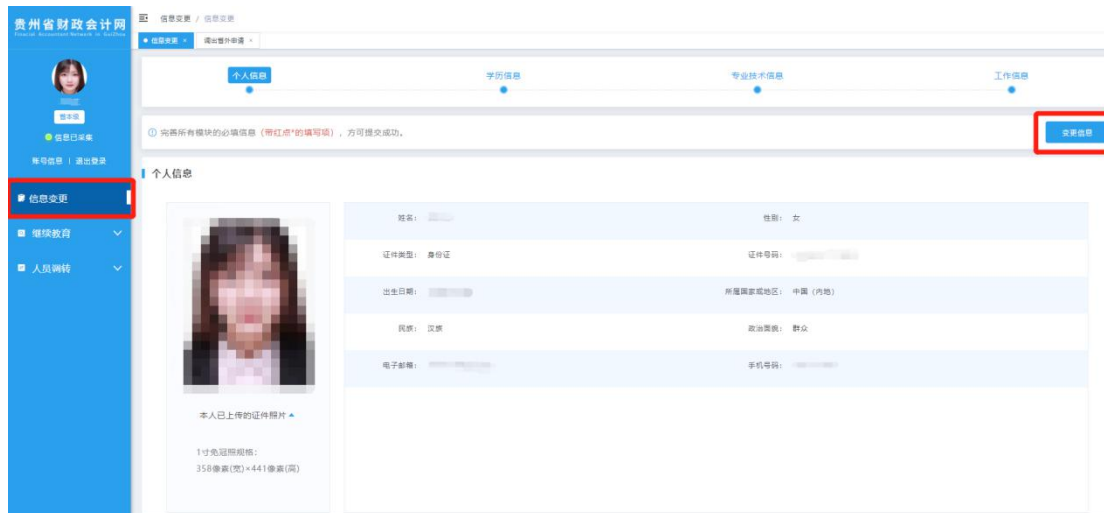 贵州省财政会计网
信息变更 / 信息变更
信息变更 ×
调出省外申请 ×
个人信息
学历信息
专业技术信息
工作信息
省本级
信息已采集
账号信息 | 退出登录
完善所有模块的必填信息（带红点*的填写项），方可提交成功。
变更信息
个人信息
信息变更
继续教育
人员调转
姓名：
性别： 女
证件类型： 身份证
证件号码：
出生日期：
所属国家或地区： 中国（内地）
民族： 汉族
政治面貌： 群众
电子邮箱：
手机号码：
本人已上传的证件照片
1寸免冠照规格：
358像素(宽)×441像素(高)